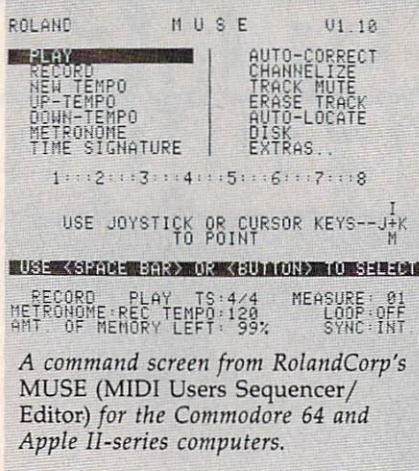 ROLAND M U S E V1.10
PLAY AUTO-CORRECT
RECORD CHANNELIZE
NEW TEMPO TRACK MUTE
UP-TEMPO ERASE TRACK
DOWN-TEMPO AUTO-LOCATE
METRONOME DISK
TIME SIGNATURE EXTRAS..
1:::2:::3:::4:::5:::6:::7:::8
I
USE JOYSTICK OR CURSOR KEYS--J+K
TO POINT M
USE <SPACE BAR> OR <BUTTON> TO SELECT
RECORD PLAY TS:4/4 MEASURE: 01
METRONOME:REC TEMPO:120 LOOP:OFF
AMT. OF MEMORY LEFT: 99% SYNC:INT
A command screen from RolandCorp's
MUSE (MIDI Users Sequencer/
Editor) for the Commodore 64 and
Apple II-series computers.